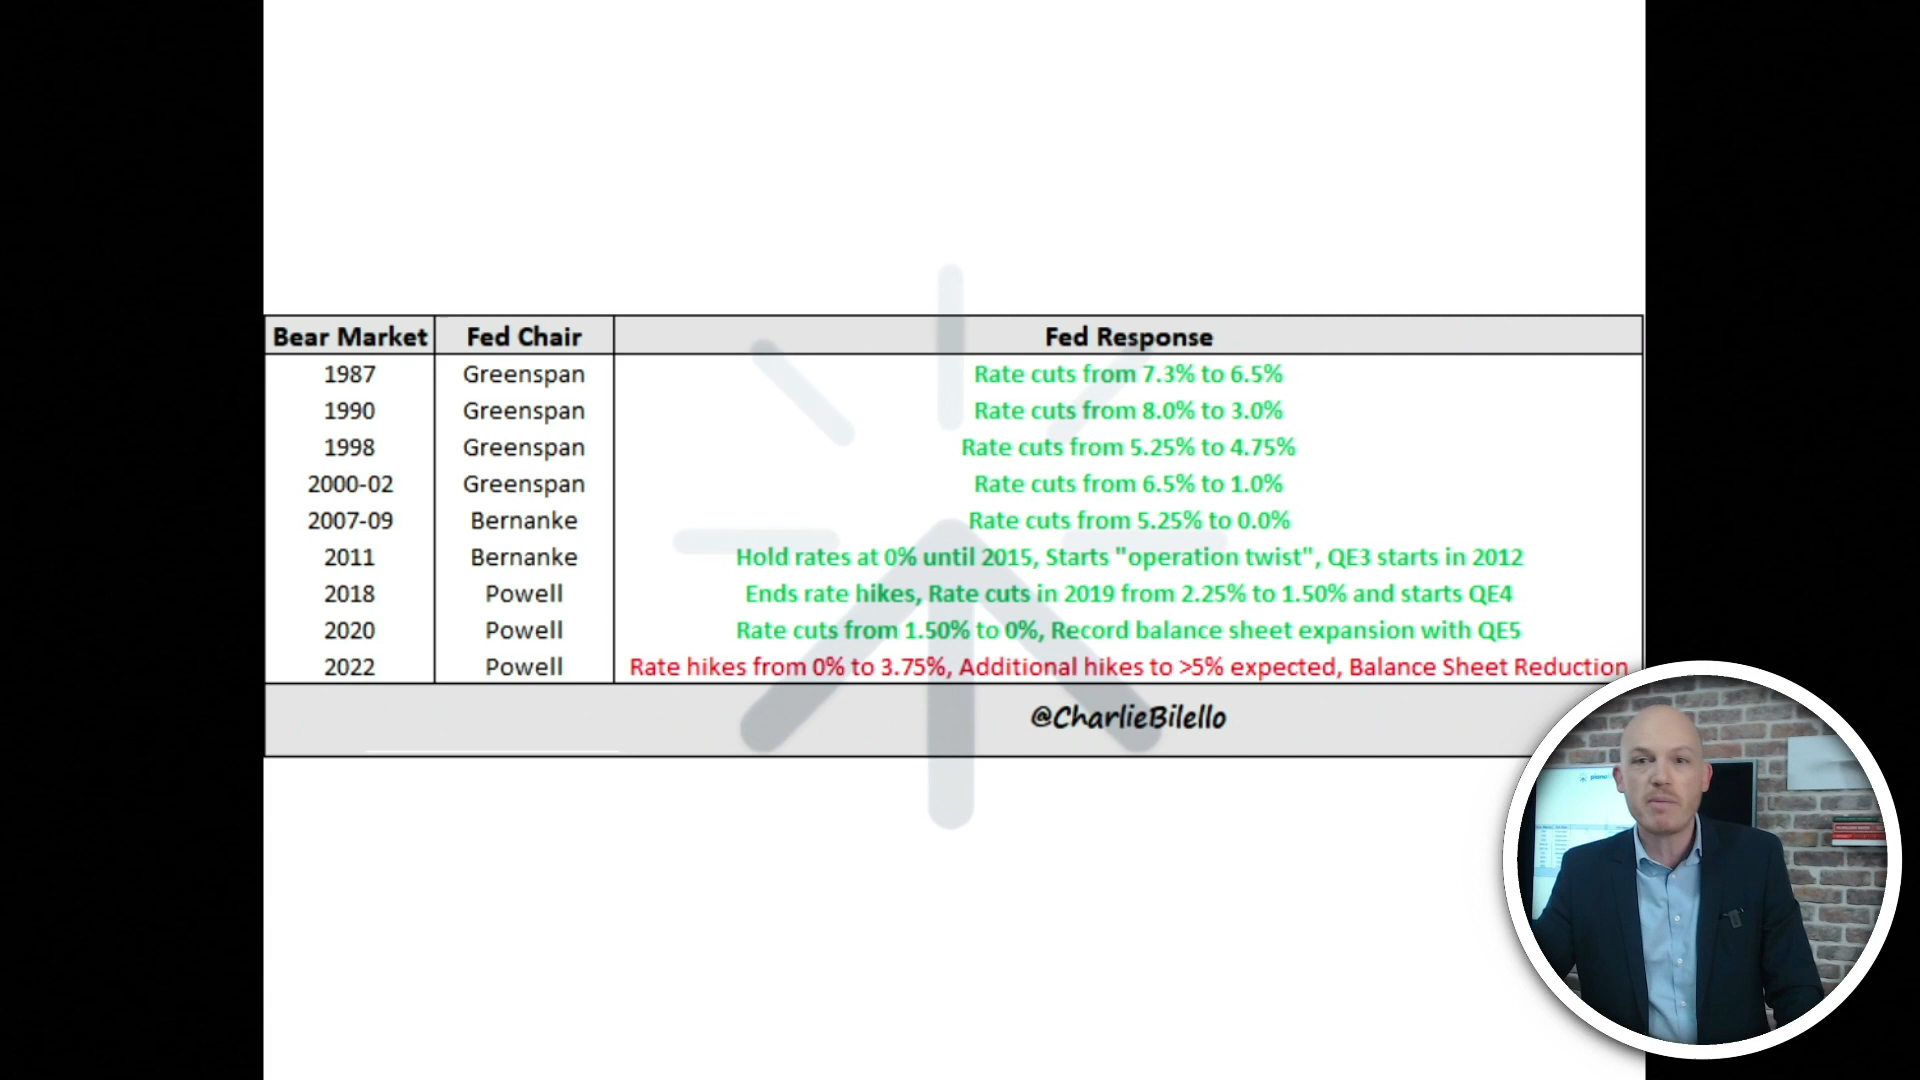 Bear Market Fed Chair Fed Response
1987 Greenspan Rate cuts from 7.3% to 6.5%
1990 Greenspan Rate cuts from 8.0% to 3.0%
1998 Greenspan Rate cuts from 5.25% to 4.75%
2000-02 Greenspan Rate cuts from 6.5% to 1.0%
2007-09 Bernanke Rate cuts from 5.25% to 0.0%
2011 Bernanke Hold rates at 0% until 2015, Starts "operation twist", QE3 starts in 2012
2018 Powell Ends rate hikes, Rate cuts in 2019 from 2.25% to 1.50% and starts QE4
2020 Powell Rate cuts from 1.50% to 0%, Record balance sheet expansion with QE5
2022 Powell Rate hikes from 0% to 3.75%, Additional hikes to >5% expected, Balance Sheet Reduction
@CharlieBilello